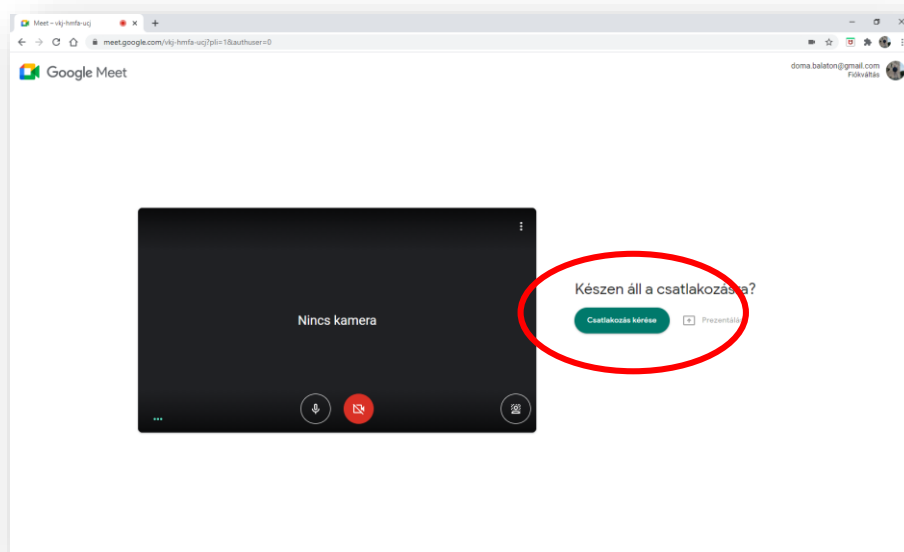 Meet – vkj-hmfa-ucj
meet.google.com/vkj-hmfa-ucj?pli=1&authuser=0
Google Meet
doma.balaton@gmail.com
Fiókváltás
Nincs kamera
Készen áll a csatlakozásra?
Csatlakozás kérése
Prezentálás